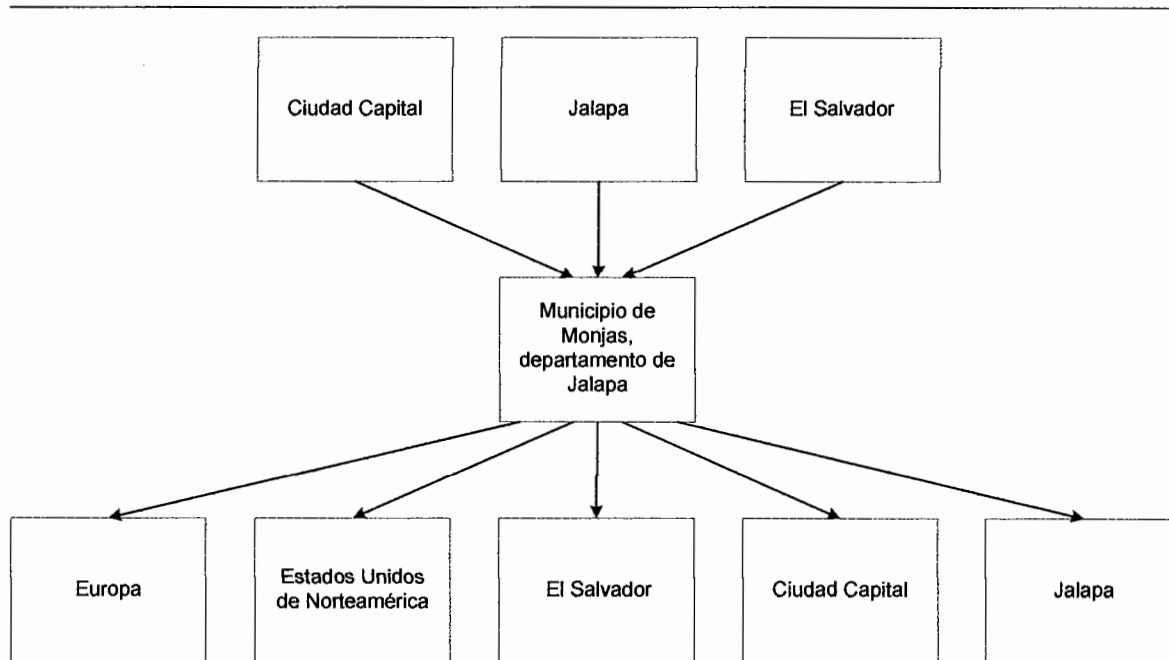 Ciudad Capital
Jalapa
El Salvador
Municipio de
Monjas,
departamento de
Jalapa
Europa
Estados Unidos
de Norteamérica
El Salvador
Ciudad Capital
Jalapa